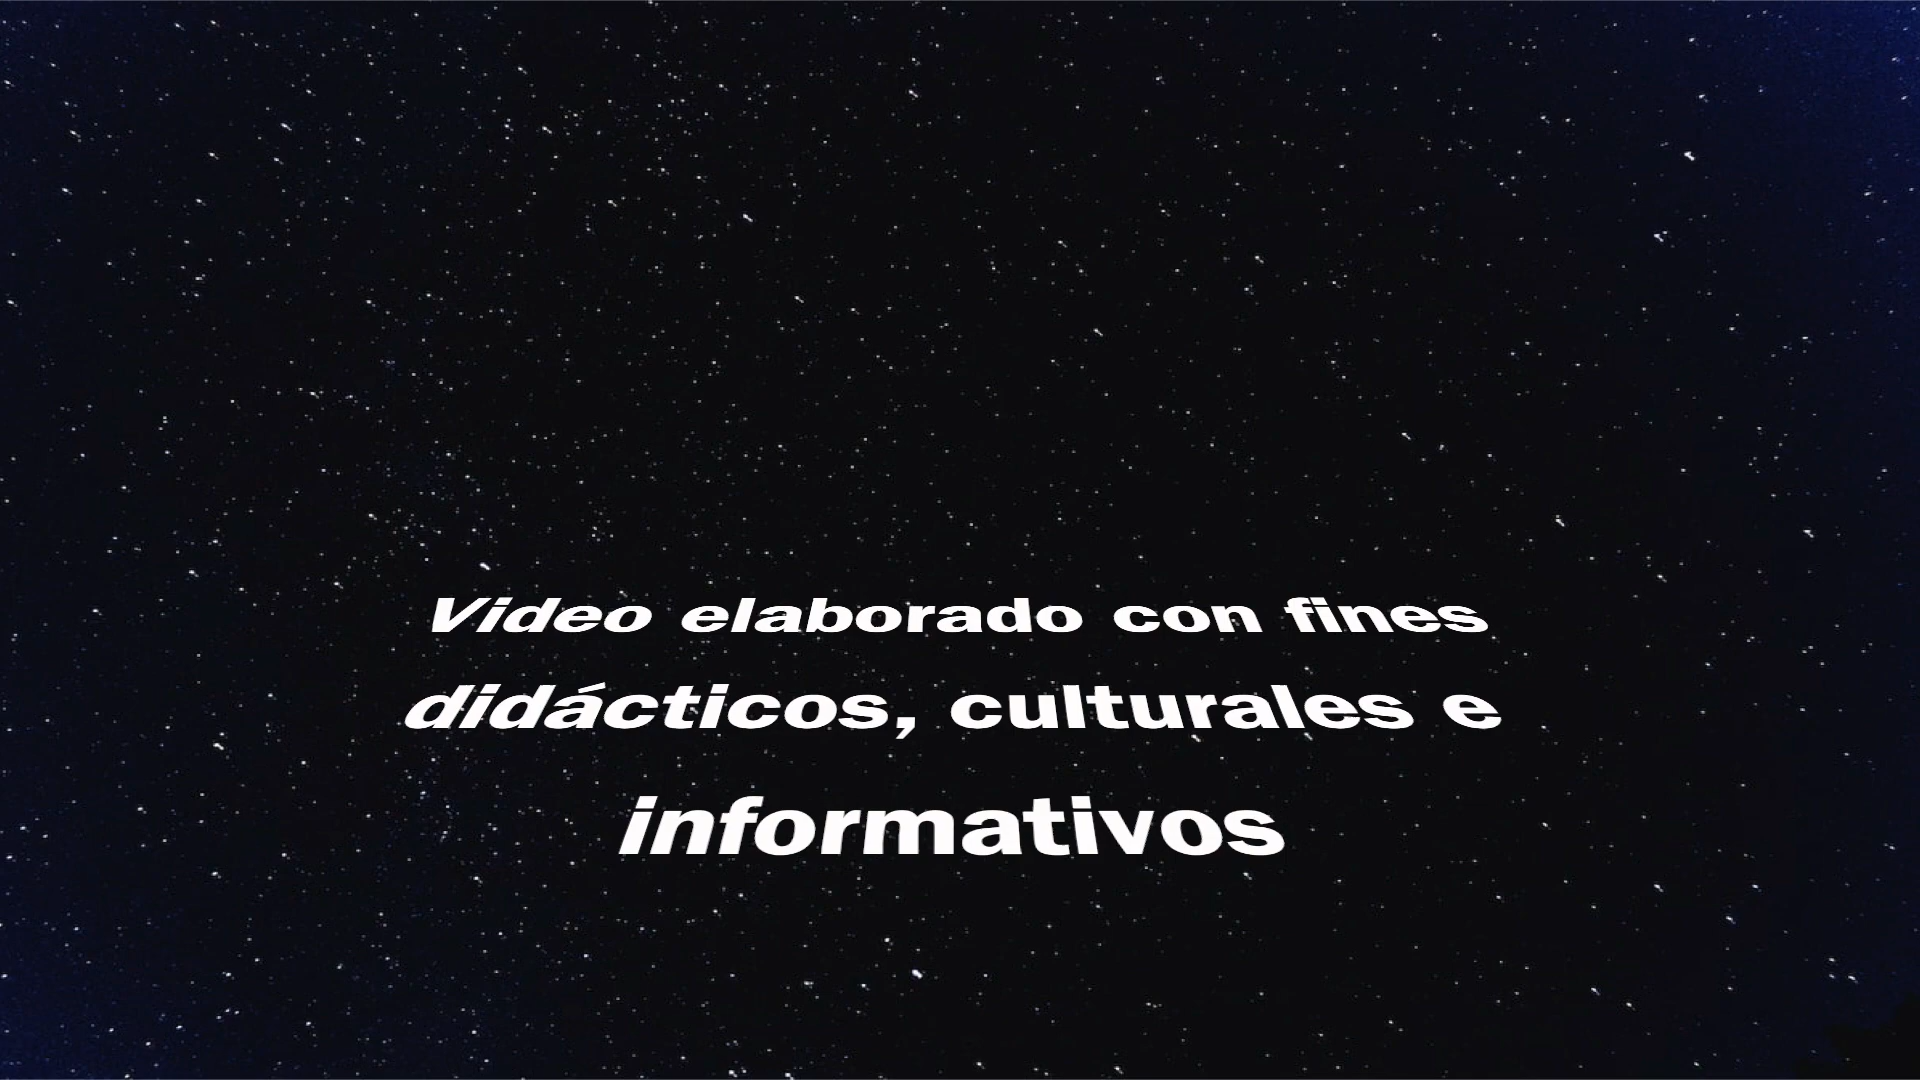 Video elaborado con fines
didácticos, culturales e
informativos